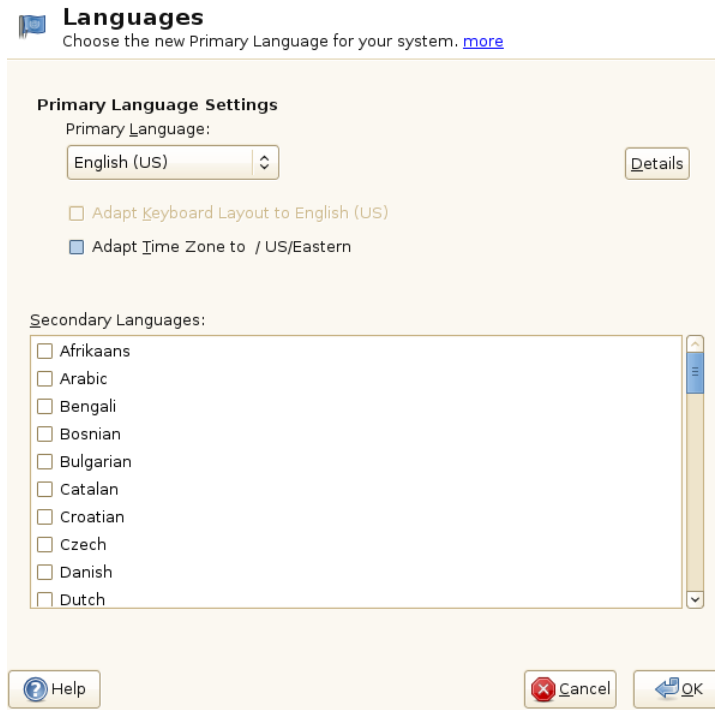 Languages
Choose the new Primary Language for your system. more
Primary Language Settings
Primary Language:
English (US)
Details
Adapt Keyboard Layout to English (US)
Adapt Time Zone to / US/Eastern
Secondary Languages:
Afrikaans
Arabic
Bengali
Bosnian
Bulgarian
Catalan
Croatian
Czech
Danish
Dutch
Help
Cancel
OK